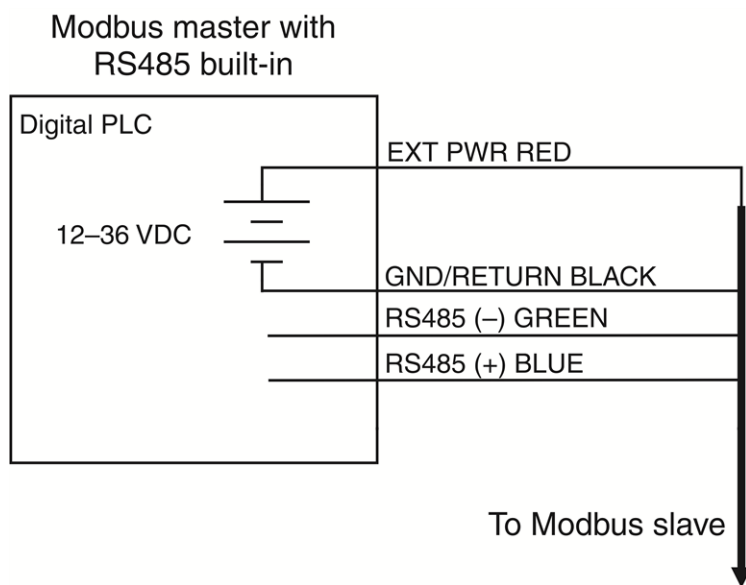 Modbus master with
RS485 built-in
Digital PLC
EXT PWR RED
12–36 VDC
GND/RETURN BLACK
RS485 (–) GREEN
RS485 (+) BLUE
To Modbus slave